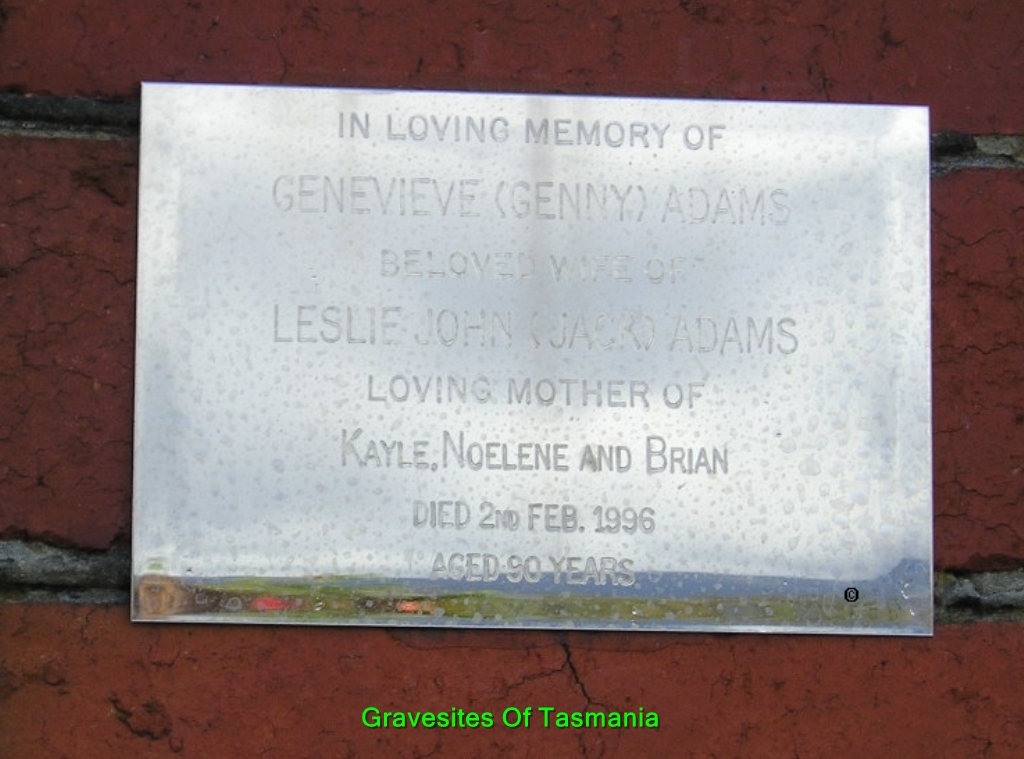 IN LOVING MEMORY OF
GENEVIEVE (GENNY) ADAMS
BELOVED WIFE OF
LESLIE JOHN (JACK) ADAMS
LOVING MOTHER OF
KAYLE, NOELENE AND BRIAN
DIED 2ND FEB. 1996
AGED 90 YEARS
©
Gravesites Of Tasmania